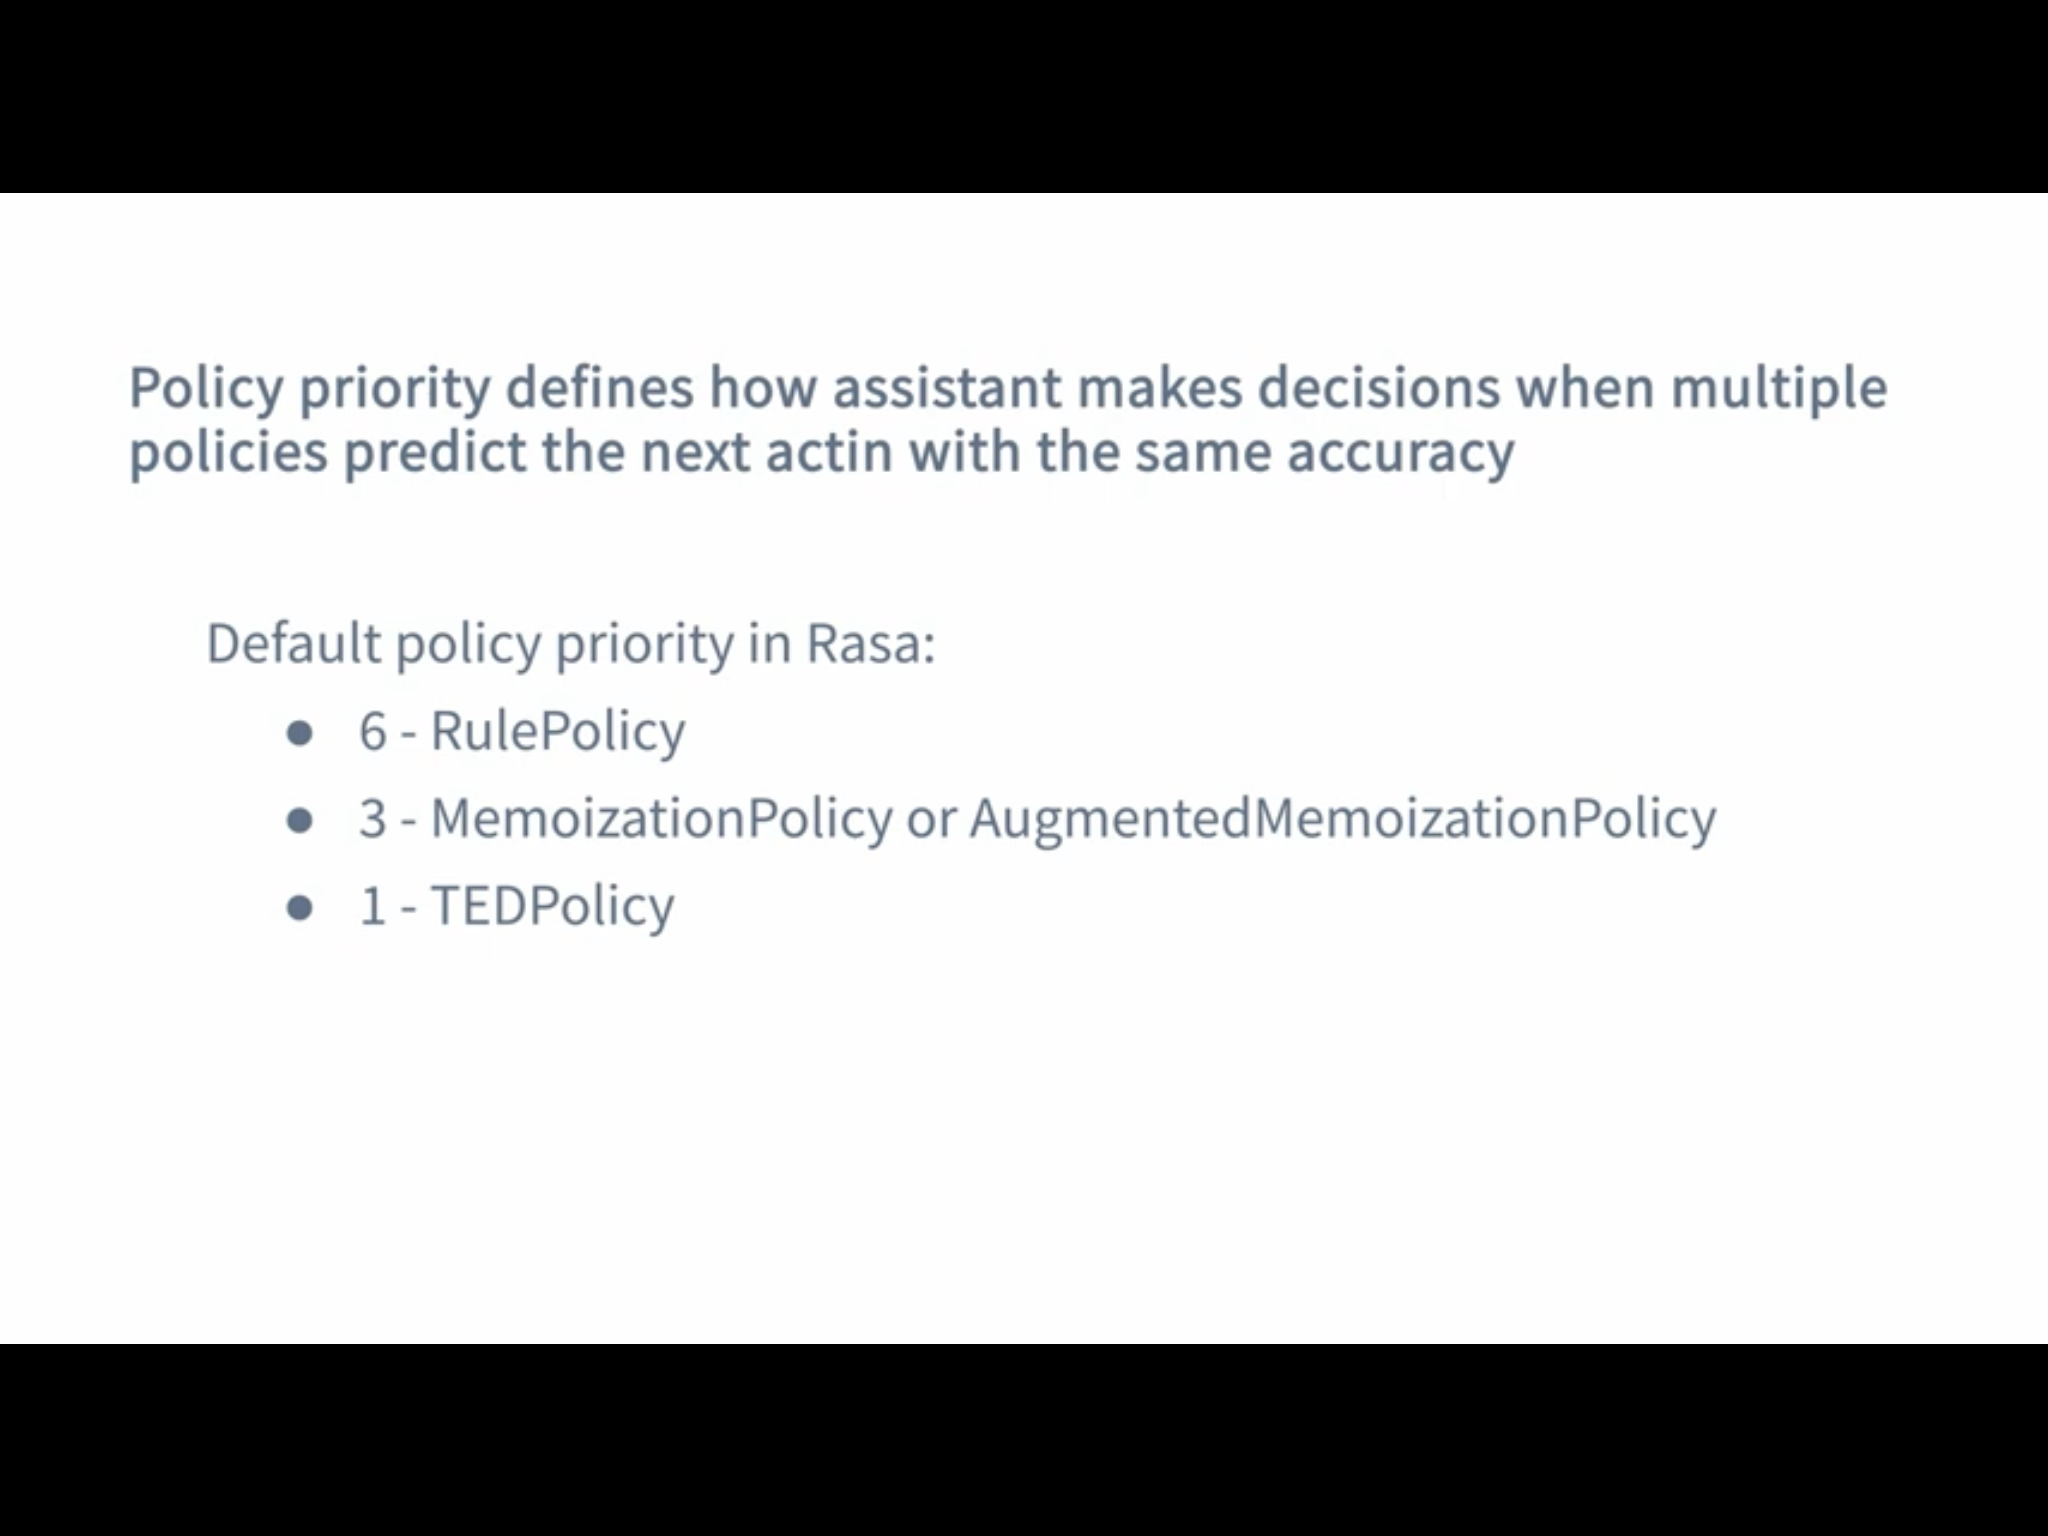 Policy priority defines how assistant makes decisions when multiple
policies predict the next actin with the same accuracy
Default policy priority in Rasa:
● 6 - RulePolicy
● 3 - MemoizationPolicy or AugmentedMemoizationPolicy
● 1 - TEDPolicy